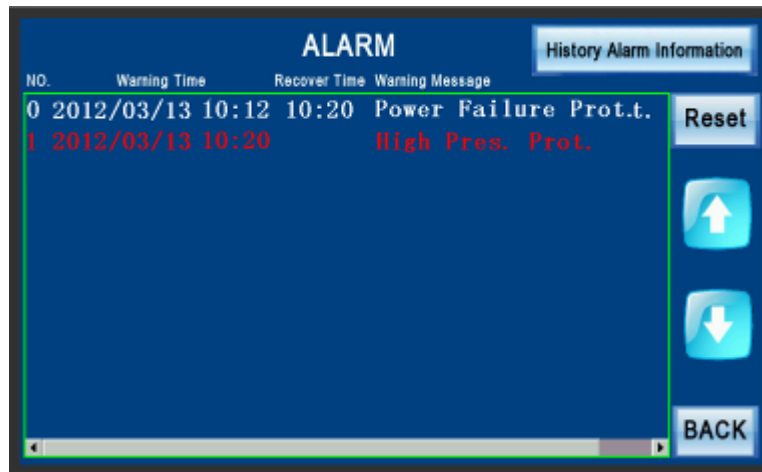 ALARM
History Alarm Information
NO. Warning Time Recover Time Warning Message
0 2012/03/13 10:12 10:20 Power Failure Prot.t.
1 2012/03/13 10:20 High Pres. Prot.
Reset
BACK